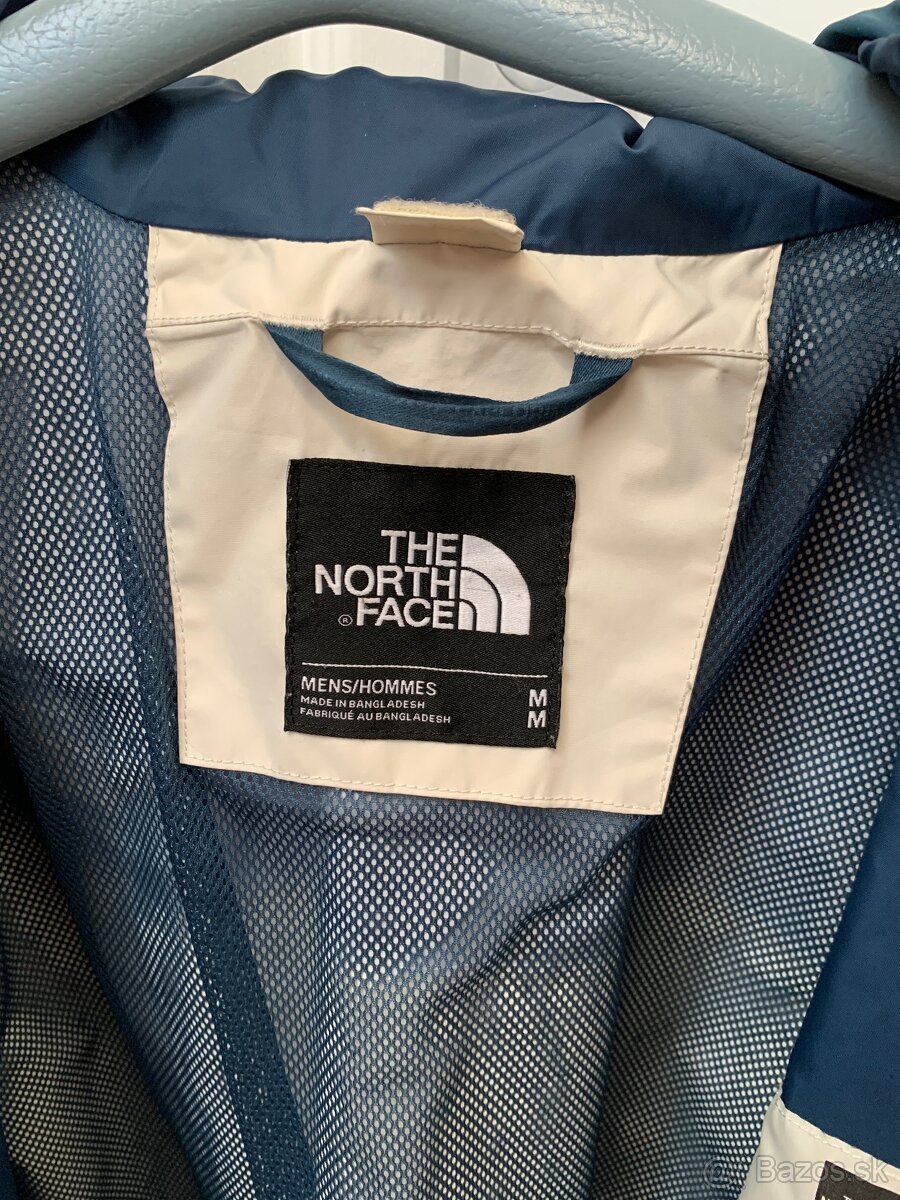 THE
NORTH
® FACE
MENS/HOMMES M
MADE IN BANGLADESH
FABRIQUÉ AU BANGLADESH M
@ Bazos.sk